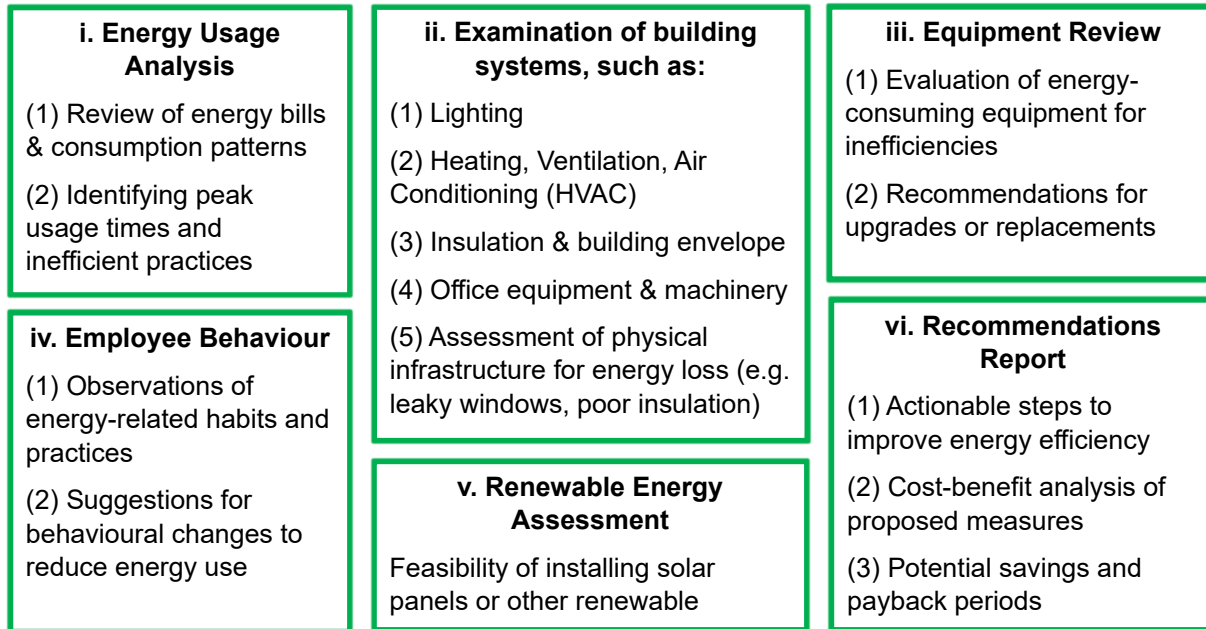 i. Energy Usage
Analysis
(1) Review of energy bills
& consumption patterns
(2) Identifying peak
usage times and
inefficient practices
ii. Examination of building
systems, such as:
(1) Lighting
(2) Heating, Ventilation, Air
Conditioning (HVAC)
(3) Insulation & building envelope
(4) Office equipment & machinery
(5) Assessment of physical
infrastructure for energy loss (e.g.
leaky windows, poor insulation)
iii. Equipment Review
(1) Evaluation of energy-
consuming equipment for
inefficiencies
(2) Recommendations for
upgrades or replacements
iv. Employee Behaviour
(1) Observations of
energy-related habits and
practices
(2) Suggestions for
behavioural changes to
reduce energy use
v. Renewable Energy
Assessment
Feasibility of installing solar
panels or other renewable
vi. Recommendations
Report
(1) Actionable steps to
improve energy efficiency
(2) Cost-benefit analysis of
proposed measures
(3) Potential savings and
payback periods